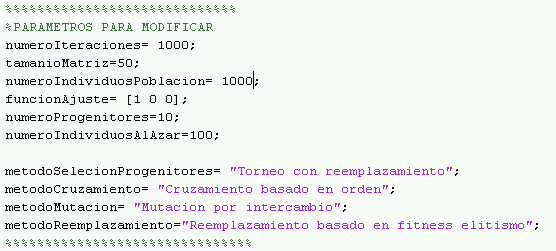 %%%%%%%%%%%%%%%%%%%%%%%%%%%%%
%PARAMETROS PARA MODIFICAR
numeroIteraciones= 1000;
tamanioMatriz=50;
numeroIndividuosPoblacion= 1000;
funcionAjuste= [1 0 0];
numeroProgenitores=10;
numeroIndividuosAlAzar=100;
metodoSelecionProgenitores= "Torneo con reemplazamiento";
metodoCruzamiento= "Cruzamiento basado en orden";
metodoMutacion= "Mutacion por intercambio";
metodoReemplazamiento="Reemplazamiento basado en fitness elitismo";
%%%%%%%%%%%%%%%%%%%%%%%%%%%%%%%